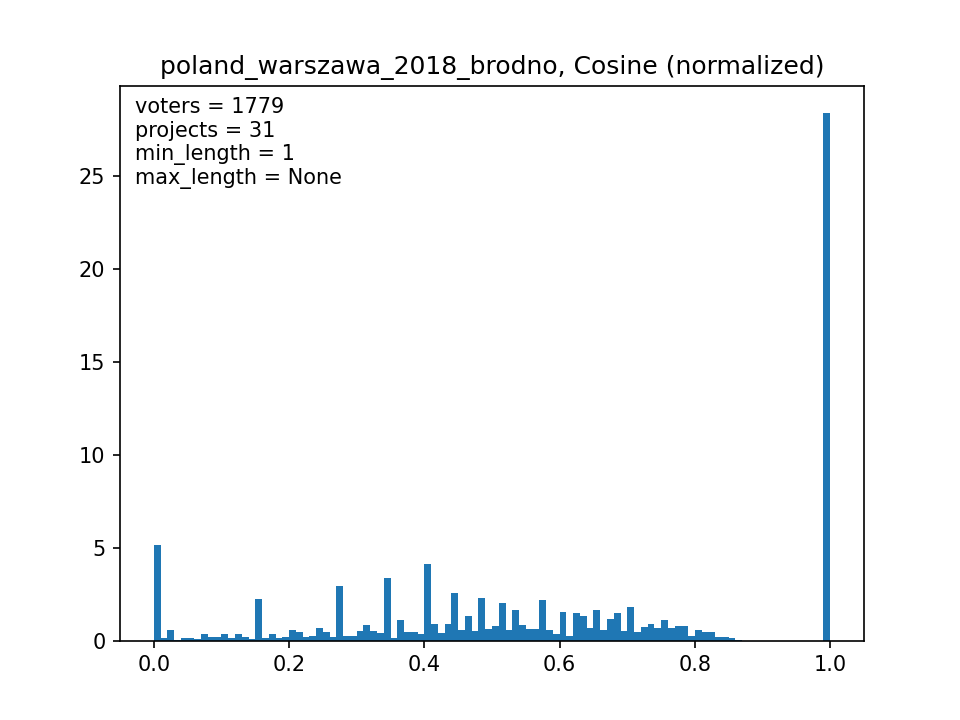 poland_warszawa_2018_brodno, Cosine (normalized)
voters = 1779
projects = 31
min_length = 1
max_length = None
25
20
15
10
5
0
0.0 0.2 0.4 0.6 0.8 1.0